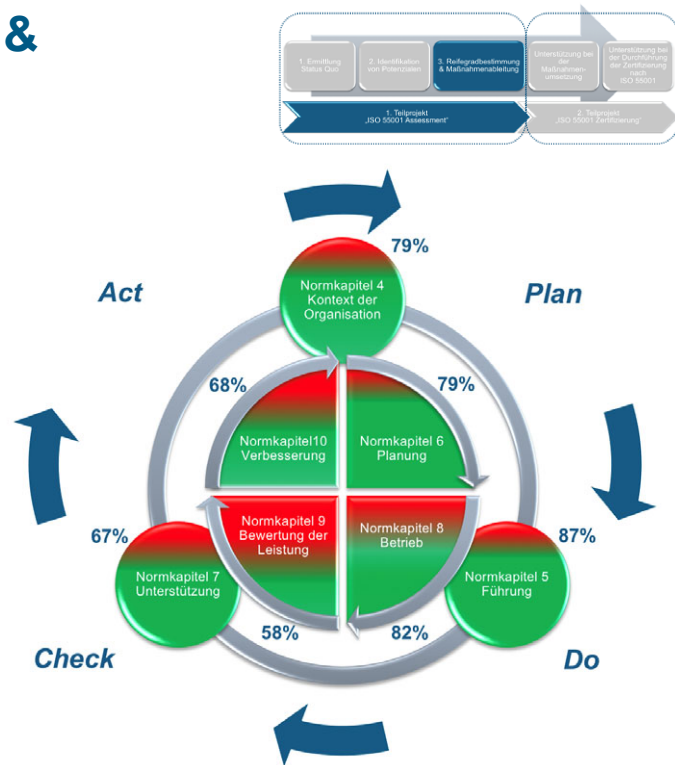 &
1. Ermittlung
Status Quo
2. Identifikation
von Potenzialen
3. Reifegradbestimmung
& Maßnahmenableitung
Unterstützung
bei der
Maßnahmen-
umsetzung
Unterstützung bei
der Durchführung
der Zertifizierung
nach
ISO 55001
1. Teilprojekt
„ISO 55001 Assessment“
2. Teilprojekt
„ISO 55001 Zertifizierung“
79%
Act
Normkapitel 4
Kontext der
Organisation
Plan
68%
79%
Normkapitel10
Verbesserung
Normkapitel 6
Planung
67%
Normkapitel 9
Bewertung der
Leistung
Normkapitel 8
Betrieb
87%
Normkapitel 7
Unterstützung
Normkapitel 5
Führung
58%
82%
Check
Do